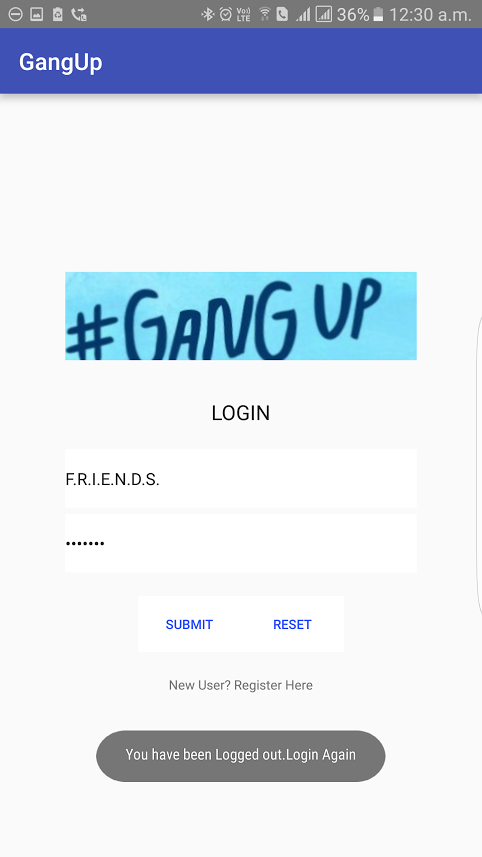 Vo)) LTE 36% 12:30 a.m.
GangUp
#GANG UP
LOGIN
F.R.I.E.N.D.S.
•••••••
SUBMIT RESET
New User? Register Here
You have been Logged out.Login Again